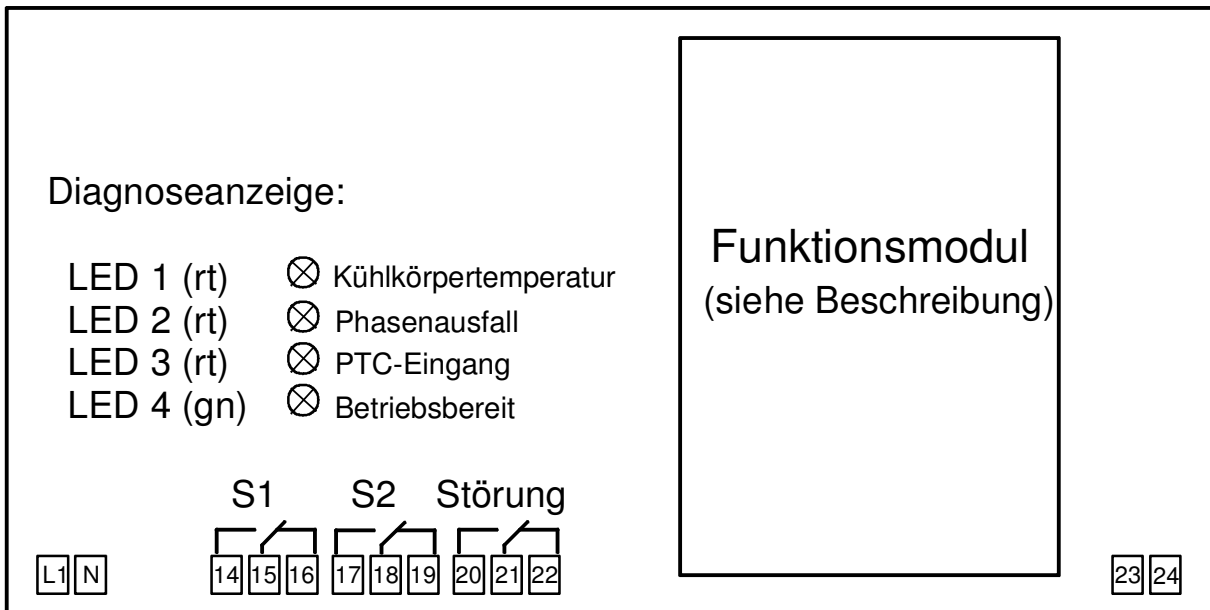 Diagnoseanzeige:
LED 1 (rt) Kühlkörpertemperatur
LED 2 (rt) Phasenausfall
LED 3 (rt) PTC-Eingang
LED 4 (gn) Betriebsbereit
Funktionsmodul
(siehe Beschreibung)
S1 S2 Störung
L1 N 14 15 16 17 18 19 20 21 22 23 24